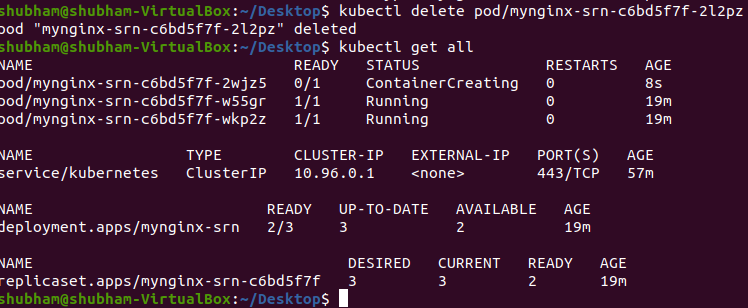 shubham@shubham-VirtualBox:~/Desktop$ kubectl delete pod/mynginx-srn-c6bd5f7f-2l2pz
pod "mynginx-srn-c6bd5f7f-2l2pz" deleted
shubham@shubham-VirtualBox:~/Desktop$ kubectl get all
NAME READY STATUS RESTARTS AGE
pod/mynginx-srn-c6bd5f7f-2wjz5 0/1 ContainerCreating 0 8s
pod/mynginx-srn-c6bd5f7f-w55gr 1/1 Running 0 19m
pod/mynginx-srn-c6bd5f7f-wkp2z 1/1 Running 0 19m
NAME TYPE CLUSTER-IP EXTERNAL-IP PORT(S) AGE
service/kubernetes ClusterIP 10.96.0.1 <none> 443/TCP 57m
NAME READY UP-TO-DATE AVAILABLE AGE
deployment.apps/mynginx-srn 2/3 3 2 19m
NAME DESIRED CURRENT READY AGE
replicaset.apps/mynginx-srn-c6bd5f7f 3 3 2 19m
shubham@shubham-VirtualBox:~/Desktop$